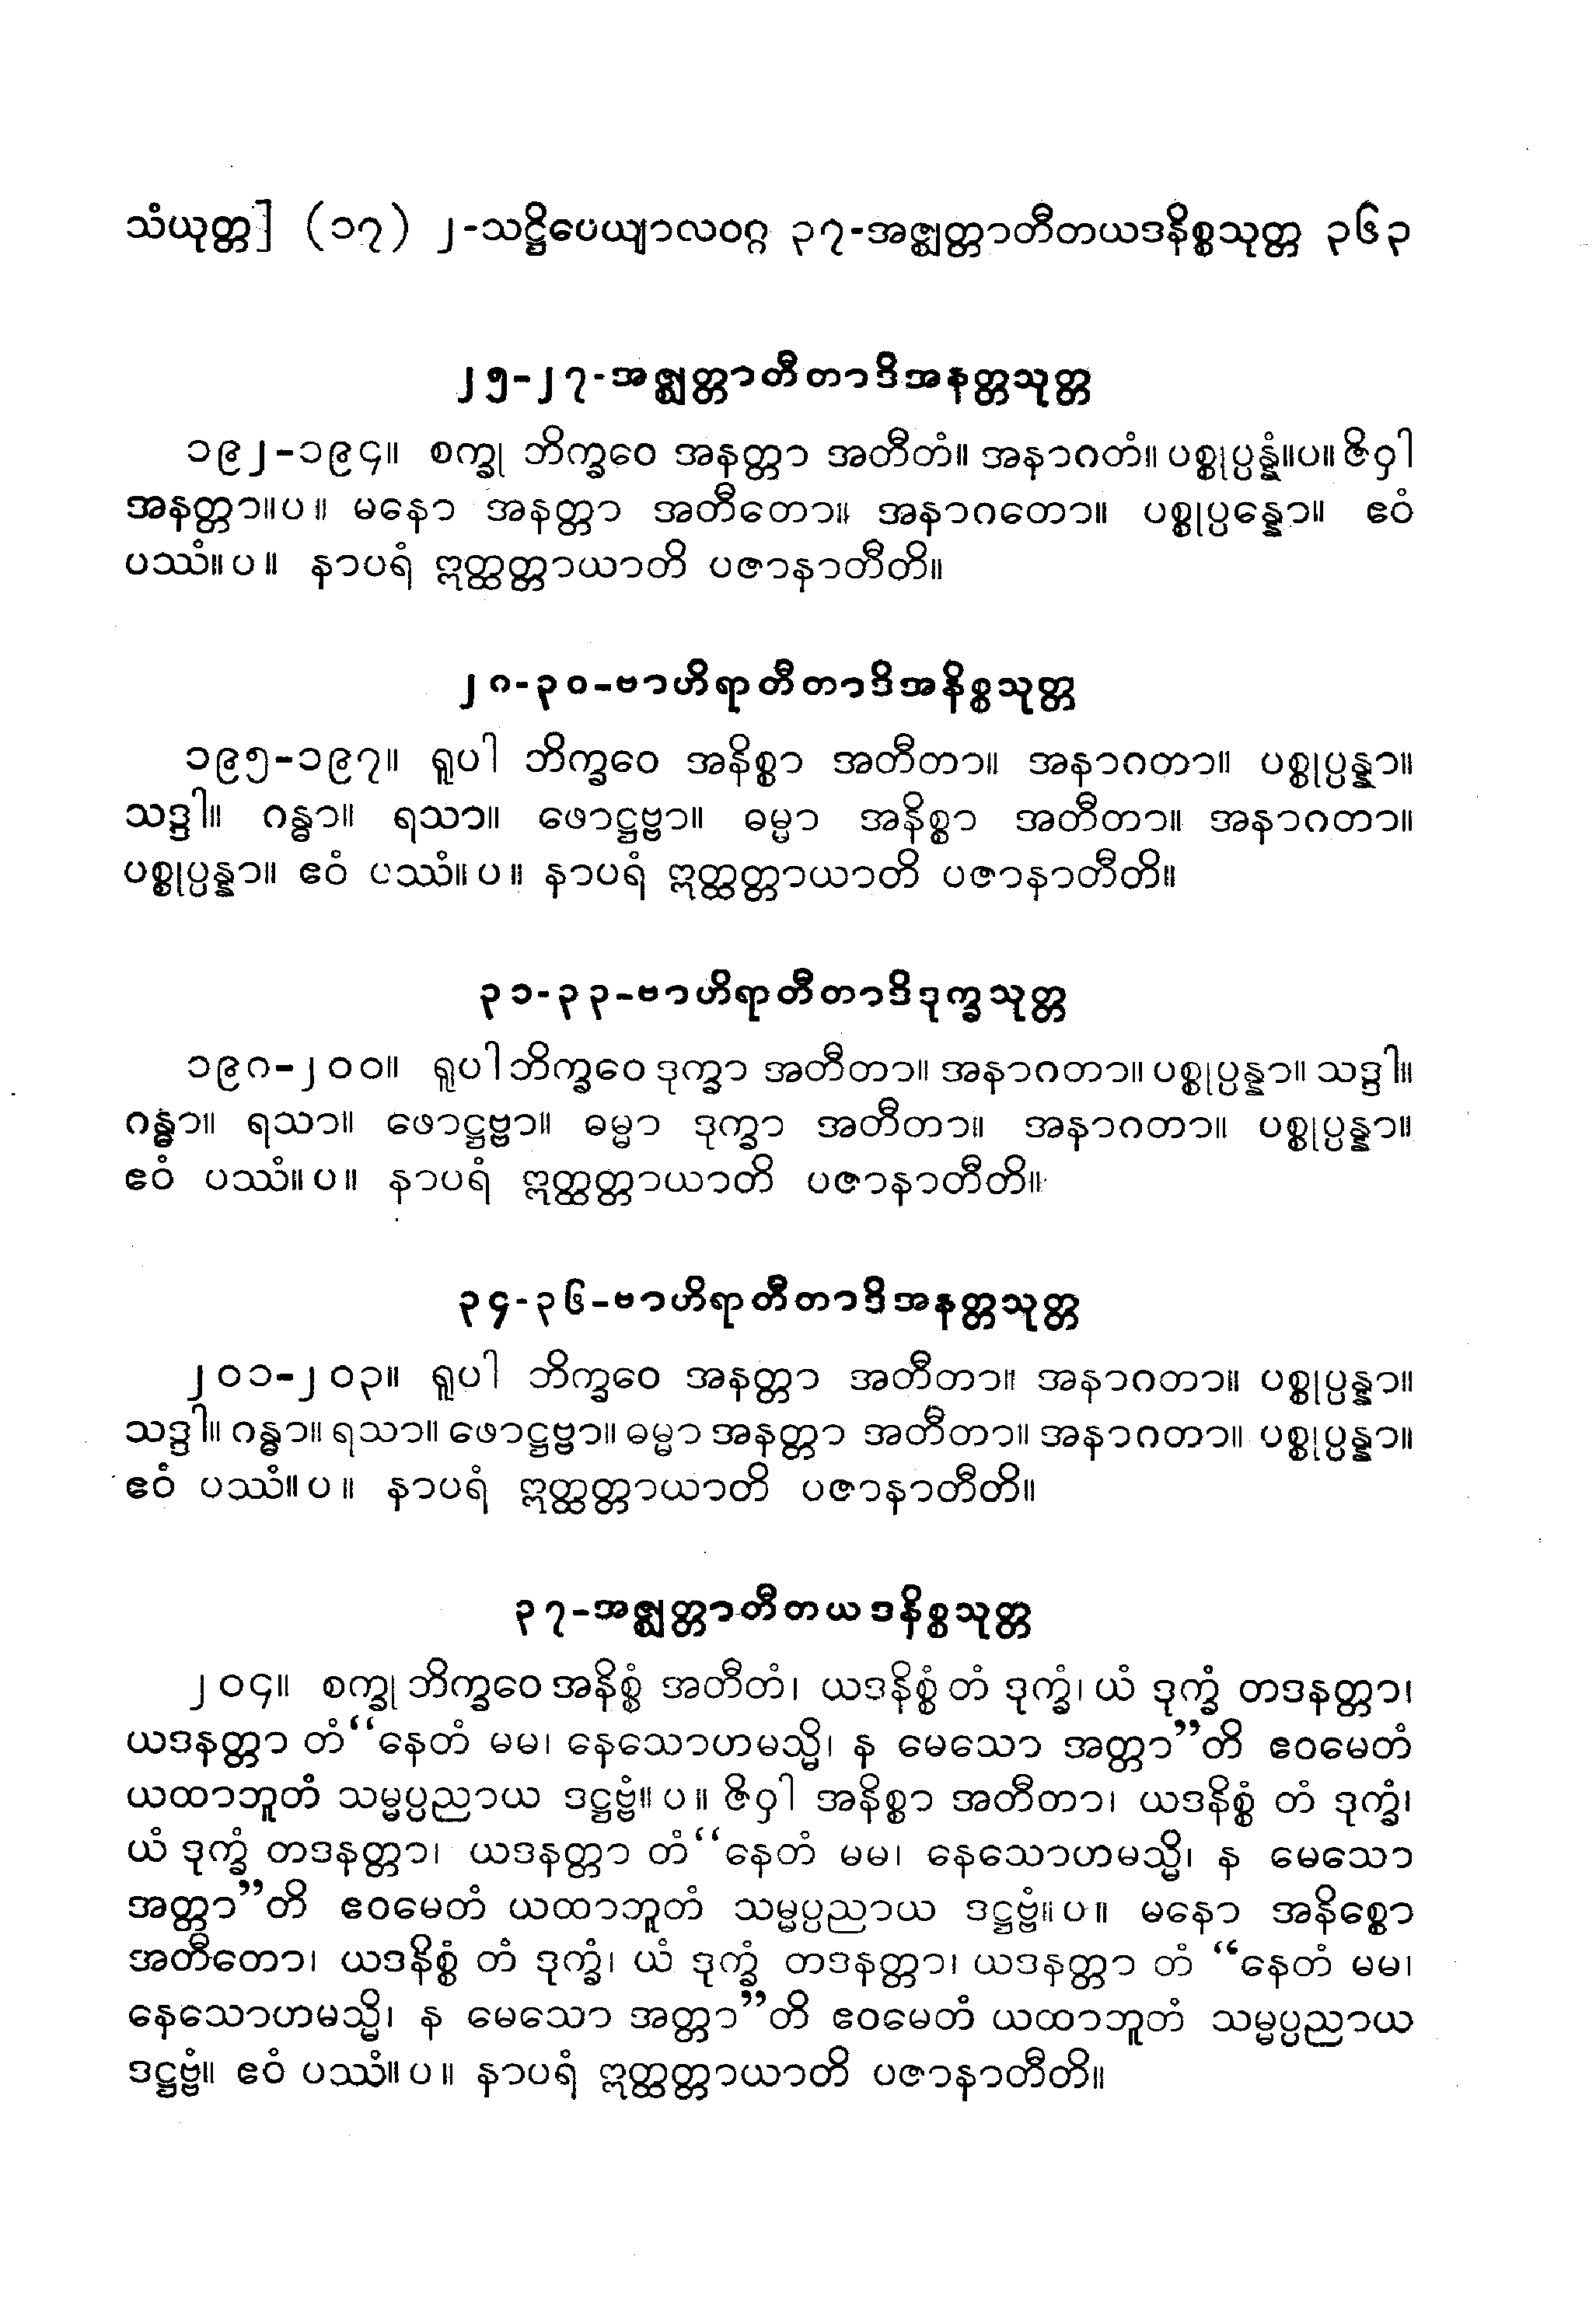 သံယုတ္တ] (၁၇) ၂-သဋ္ဌိပေယျာလဝဂ္ဂ ၃၇-အဇ္ဈတ္တာတီတယဒနိစ္စသုတ္တ ၃၆၃
၂၅-၂၇-အဇ္ဈတ္တာတီတာဒိအနတ္တသုတ္တ
၁၉၂-၁၉၄။ စက္ခု ဘိက္ခဝေ အနတ္တာ အတီတံ။ အနာဂတံ။ ပစ္စုပ္ပန္နံ။ပ။ ဇိဝှါ
အနတ္တာ။ပ။ မနော အနတ္တာ အတီတော။ အနာဂတော။ ပစ္စုပ္ပန္နော။ ဧဝံ
ပဿံ။ပ။ နာပရံ ဣတ္ထတ္တာယာတိ ပဇာနာတီတိ။
၂၈-၃၀-ဗာဟိရာတီတာဒိအနိစ္စသုတ္တ
၁၉၅-၁၉၇။ ရူပါ ဘိက္ခဝေ အနိစ္စာ အတီတာ။ အနာဂတာ။ ပစ္စုပ္ပန္နာ။
သဒ္ဒါ။ ဂန္ဓာ။ ရသာ။ ဖောဋ္ဌဗ္ဗာ။ ဓမ္မာ အနိစ္စာ အတီတာ။ အနာဂတာ။
ပစ္စုပ္ပန္နာ။ ဧဝံ ပဿံ။ပ။ နာပရံ ဣတ္ထတ္တာယာတိ ပဇာနာတီတိ။
၃၁-၃၃-ဗာဟိရာတီတာဒိဒုက္ခသုတ္တ
၁၉၈-၂၀၀။ ရူပါ ဘိက္ခဝေ ဒုက္ခာ အတီတာ။ အနာဂတာ။ ပစ္စုပ္ပန္နာ။ သဒ္ဒါ။
ဂန္ဓာ။ ရသာ။ ဖောဋ္ဌဗ္ဗာ။ ဓမ္မာ ဒုက္ခာ အတီတာ။ အနာဂတာ။ ပစ္စုပ္ပန္နာ။
ဧဝံ ပဿံ။ပ။ နာပရံ ဣတ္ထတ္တာယာတိ ပဇာနာတီတိ။
၃၄-၃၆-ဗာဟိရာတီတာဒိအနတ္တသုတ္တ
၂၀၁-၂၀၃။ ရူပါ ဘိက္ခဝေ အနတ္တာ အတီတာ။ အနာဂတာ။ ပစ္စုပ္ပန္နာ။
သဒ္ဒါ။ ဂန္ဓာ။ ရသာ။ ဖောဋ္ဌဗ္ဗာ။ ဓမ္မာ အနတ္တာ အတီတာ။ အနာဂတာ။ ပစ္စုပ္ပန္နာ။
ဧဝံ ပဿံ။ပ။ နာပရံ ဣတ္ထတ္တာယာတိ ပဇာနာတီတိ။
၃၇-အဇ္ဈတ္တာတီတယဒနိစ္စသုတ္တ
၂၀၄။ စက္ခု ဘိက္ခဝေ အနိစ္စံ အတီတံ၊ ယဒနိစ္စံ တံ ဒုက္ခံ၊ ယံ ဒုက္ခံ တဒနတ္တာ၊
ယဒနတ္တာ တံ“နေတံ မမ၊ နေသောဟမသ္မိ၊ န မေသော အတ္တာ”တိ ဧဝမေတံ
ယထာဘူတံ သမ္မပ္ပညာယ ဒဋ္ဌဗ္ဗံ။ပ။ ဇိဝှါ အနိစ္စာ အတီတာ၊ ယဒနိစ္စံ တံ ဒုက္ခံ၊
ယံ ဒုက္ခံ တဒနတ္တာ၊ ယဒနတ္တာ တံ“နေတံ မမ၊ နေသောဟမသ္မိ၊ န မေသော
အတ္တာ”တိ ဧဝမေတံ ယထာဘူတံ သမ္မပ္ပညာယ ဒဋ္ဌဗ္ဗံ။ပ။ မနော အနိစ္စော
အတီတော၊ ယဒနိစ္စံ တံ ဒုက္ခံ၊ ယံ ဒုက္ခံ တဒနတ္တာ၊ ယဒနတ္တာ တံ “နေတံ မမ၊
နေသောဟမသ္မိ၊ န မေသော အတ္တာ”တိ ဧဝမေတံ ယထာဘူတံ သမ္မပ္ပညာယ
ဒဋ္ဌဗ္ဗံ။ ဧဝံ ပဿံ။ပ။ နာပရံ ဣတ္ထတ္တာယာတိ ပဇာနာတီတိ။